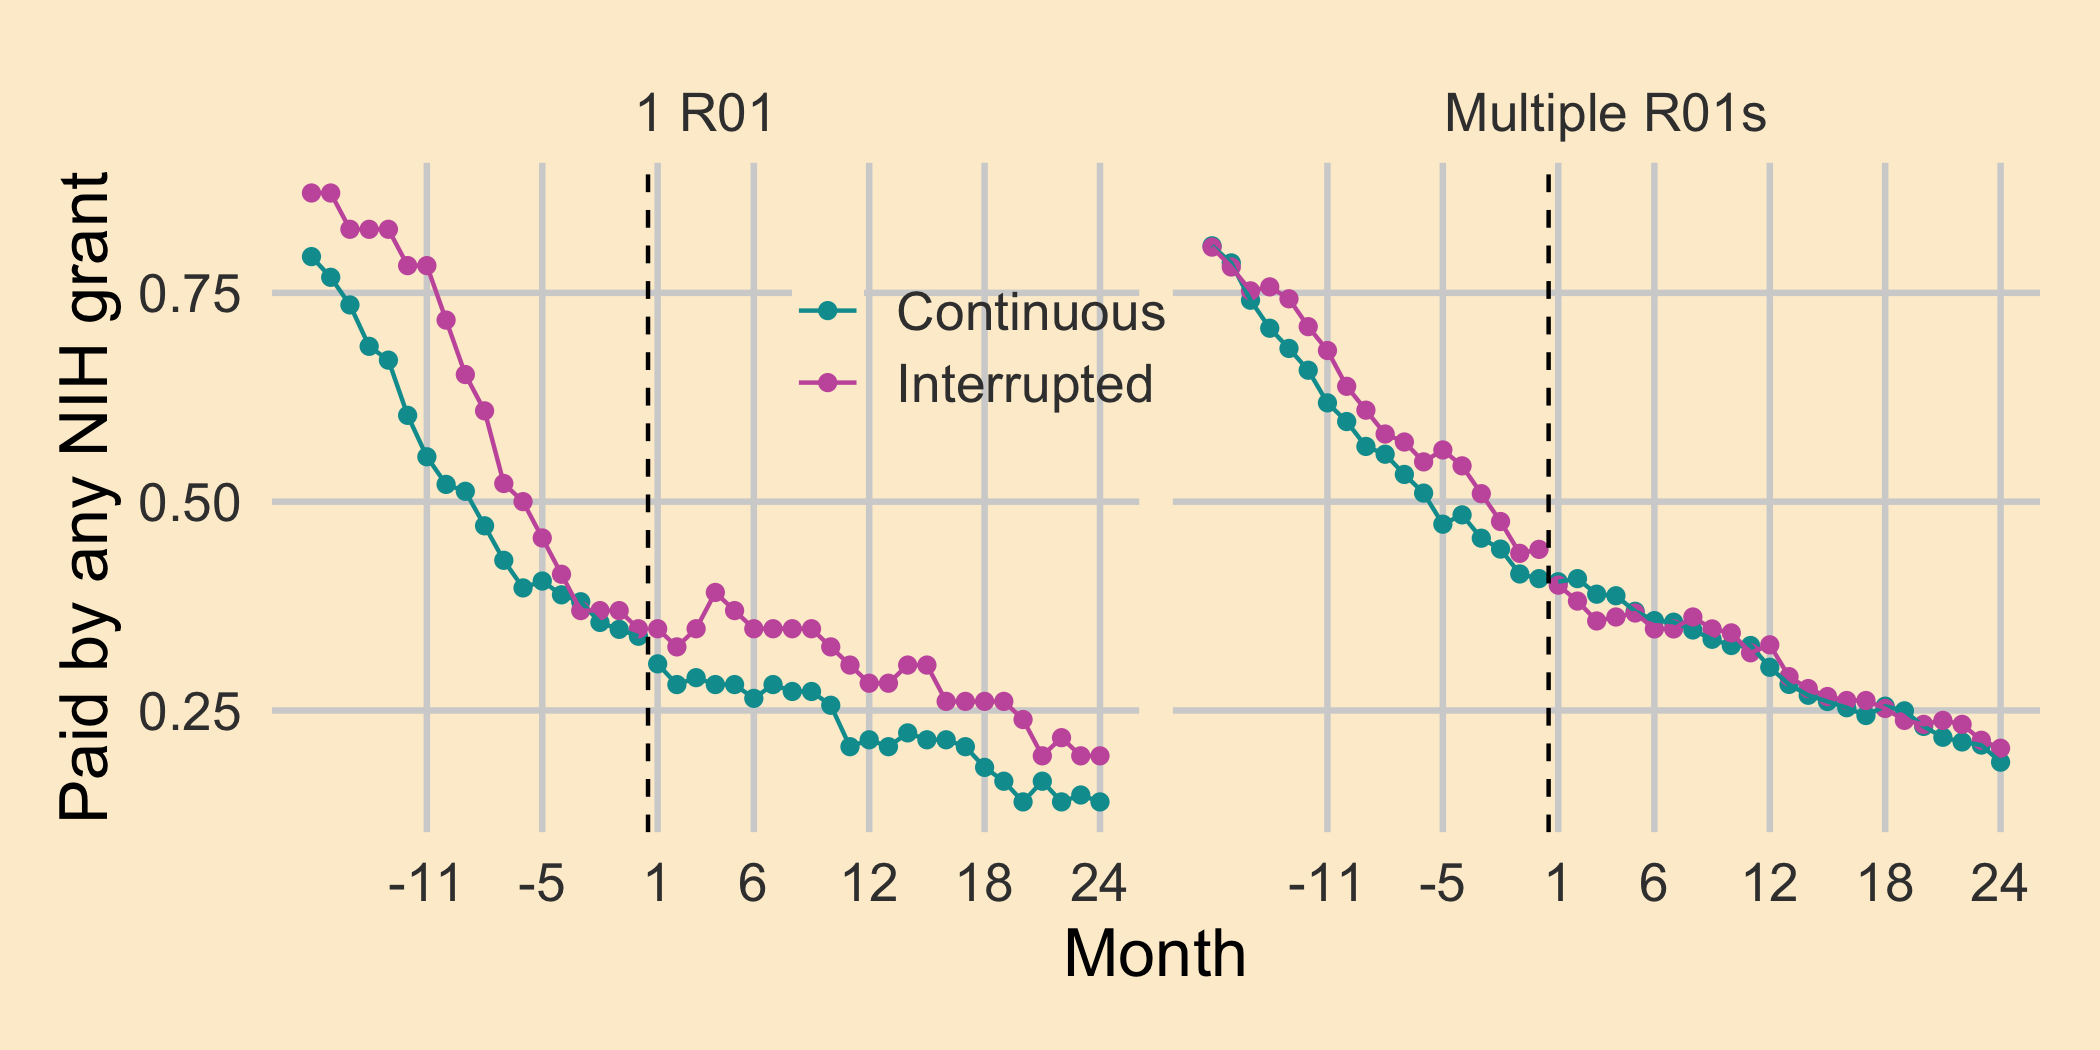 1 R01
Multiple R01s
Paid by any NIH grant
0.75
0.50
0.25
Continuous
Interrupted
-11 -5 1 6 12 18 24
-11 -5 1 6 12 18 24
Month